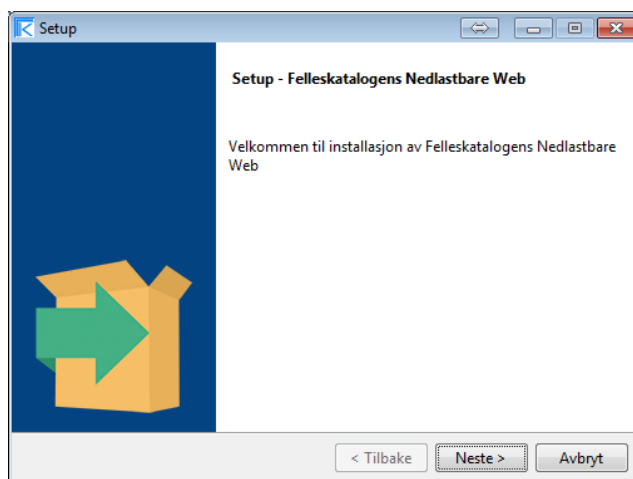 Setup
Setup - Felleskatalogens Nedlastbare Web
Velkommen til installasjon av Felleskatalogens Nedlastbare
Web
< Tilbake
Neste >
Avbryt